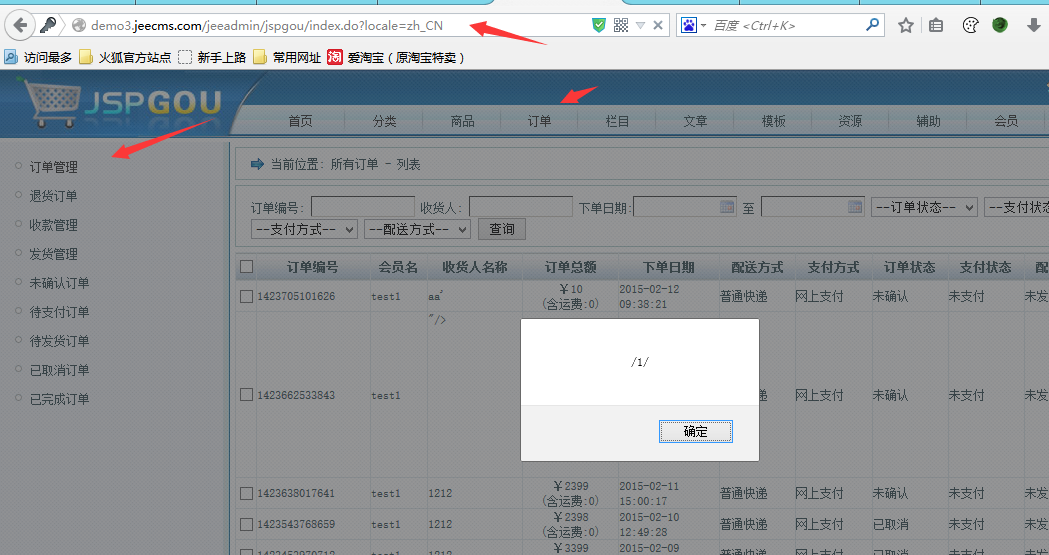 demo3.jeecms.com/jeeadmin/jspgou/index.do?locale=zh_CN
百度 <Ctrl+K>
访问最多 火狐官方站点 新手上路 常用网址 爱淘宝（原淘宝特卖）
JSPGOU
首页 分类 商品 订单 栏目 文章 模板 资源 辅助 会员
订单管理
退货订单
收款管理
发货管理
未确认订单
待支付订单
待发货订单
已取消订单
已完成订单
当前位置: 所有订单 - 列表
订单编号: 收货人: 下单日期: 至 --订单状态-- --支付状态
--支付方式-- --配送方式-- 查询
订单编号 会员名 收货人名称 订单总额 下单日期 配送方式 支付方式 订单状态 支付状态 配
1423705101626 test1 aa' ￥10 (含运费:0) 2015-02-12 09:38:21 普通快递 网上支付 未确认 未支付 未发
"/>
1423662533843 test1 递 网上支付 未确认 未支付 未发
/1/
确定
1423638017641 test1 1212 ￥2399 (含运费:0) 2015-02-11 15:00:17 普通快递 网上支付 未确认 未支付 未发
1423543768659 test1 1212 ￥2398 (含运费:0) 2015-02-10 12:49:28 普通快递 网上支付 已取消 未支付 未发
￥3399 2015-02-09